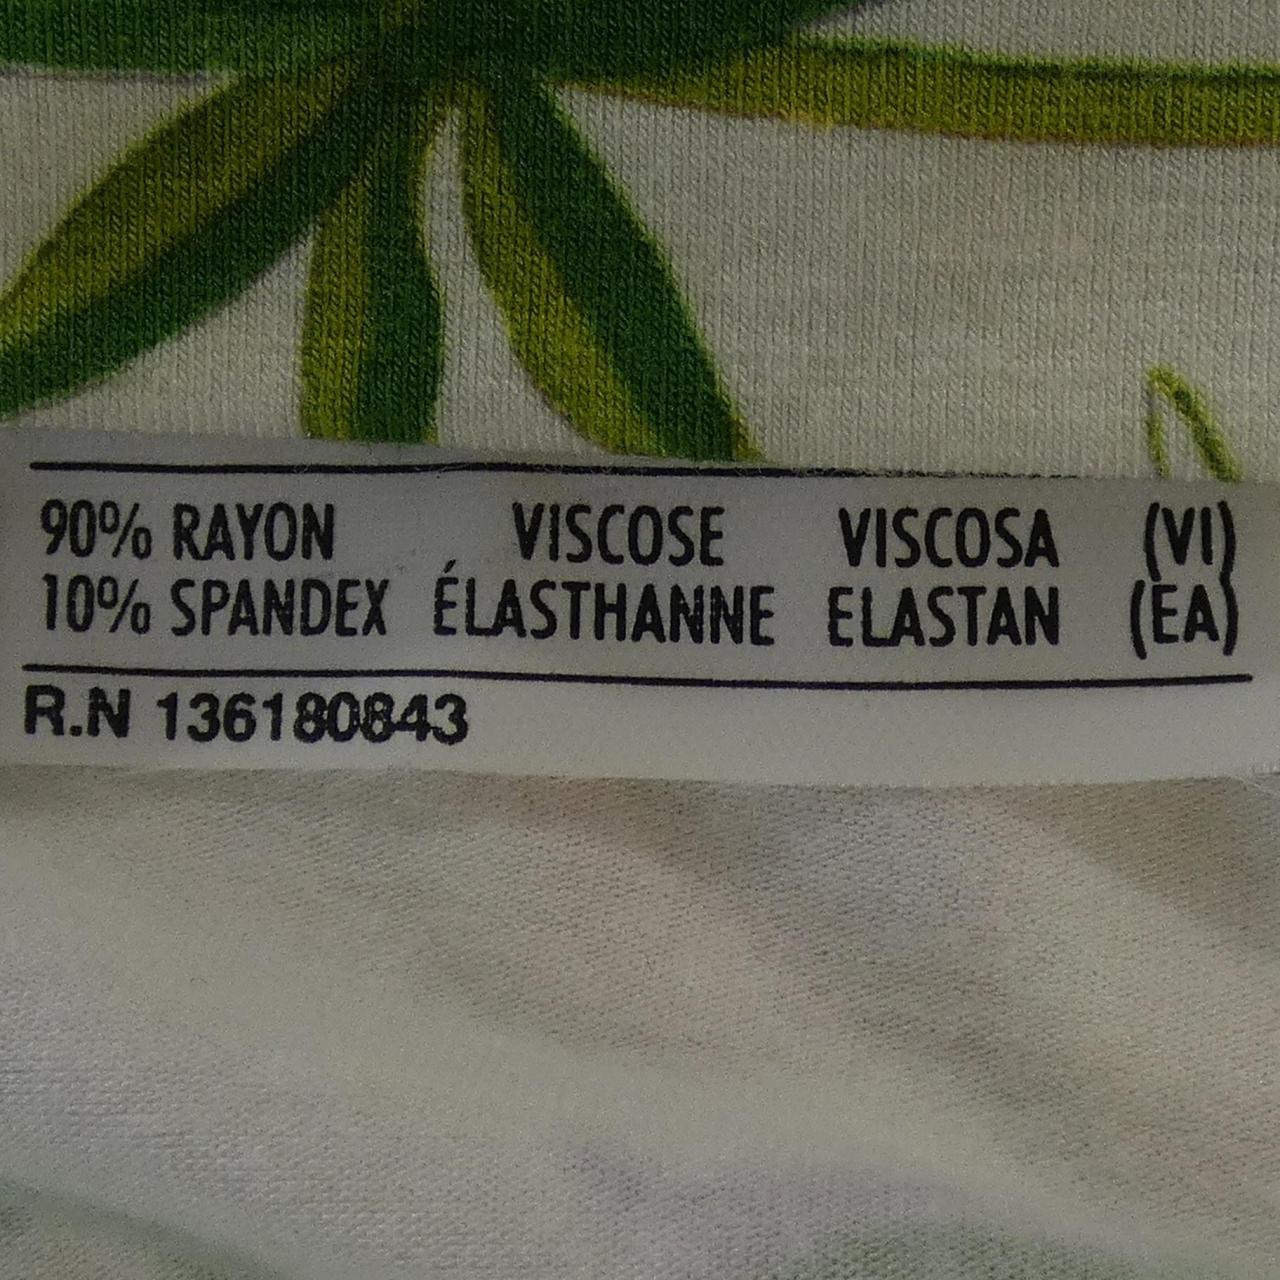 90% RAYON VISCOSE VISCOSA (VI)
10% SPANDEX ÉLASTHANNE ELASTAN (EA)
R.N 136180843